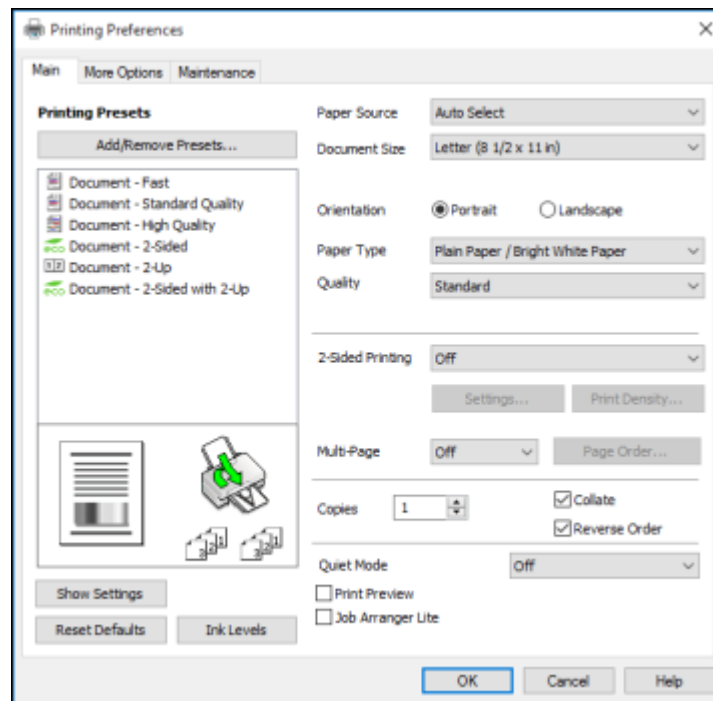 Printing Preferences
Main More Options Maintenance
Printing Presets
Add/Remove Presets...
Document - Fast
Document - Standard Quality
Document - High Quality
Document - 2-Sided
Document - 2-Up
Document - 2-Sided with 2-Up
Show Settings
Reset Defaults Ink Levels
Paper Source Auto Select
Document Size Letter (8 1/2 x 11 in)
Orientation Portrait Landscape
Paper Type Plain Paper / Bright White Paper
Quality Standard
2-Sided Printing Off
Settings... Print Density...
Multi-Page Off Page Order...
Copies 1 Collate
Reverse Order
Quiet Mode Off
Print Preview
Job Arranger Lite
OK Cancel Help